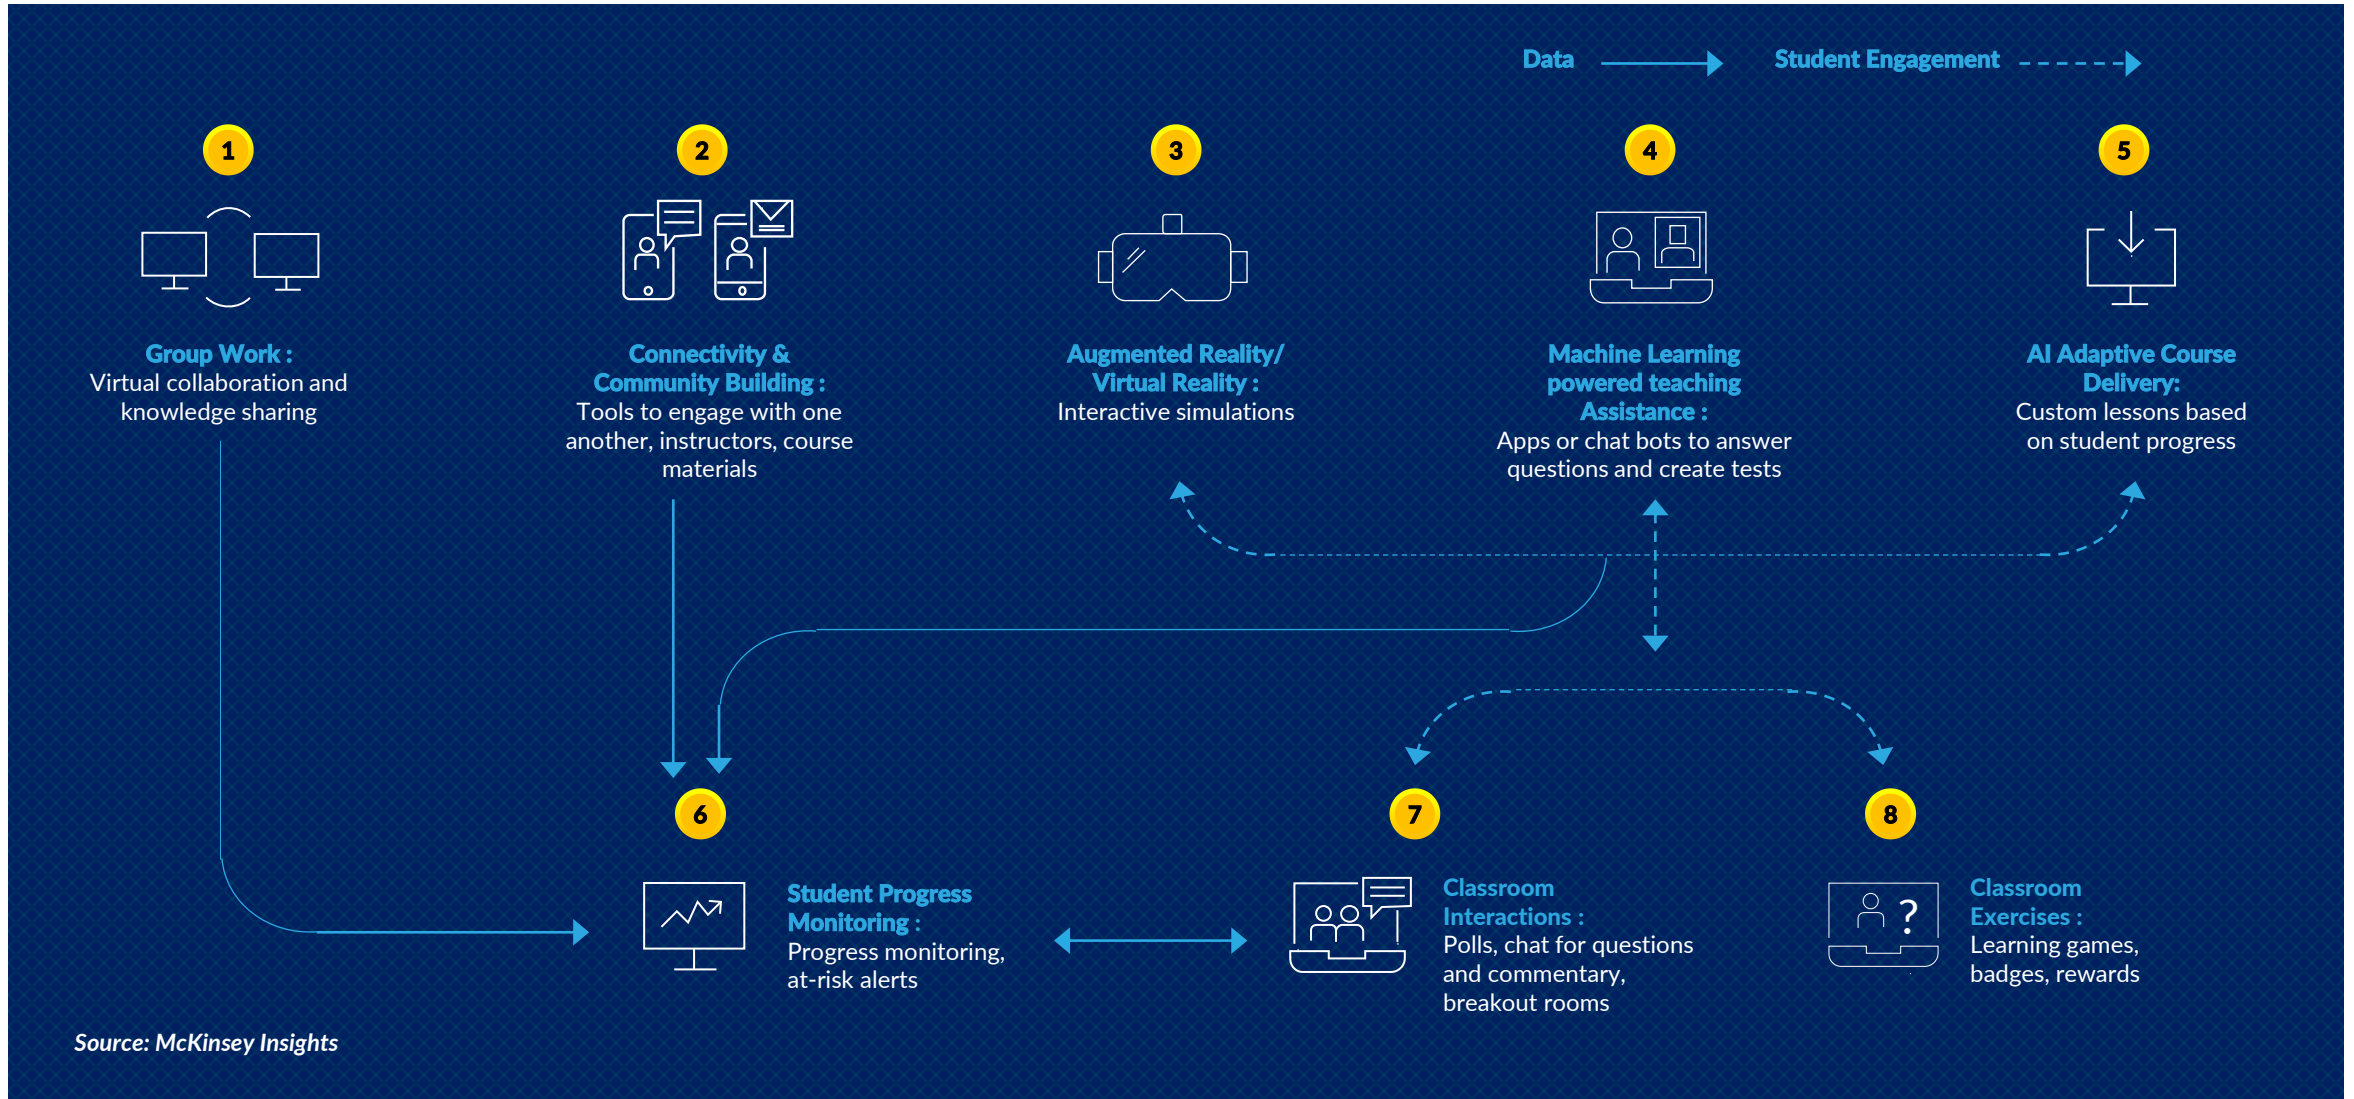 Data
Student Engagement
1
2
3
4
5
Group Work :
Virtual collaboration and
knowledge sharing
Connectivity &
Community Building :
Tools to engage with one
another, instructors, course
materials
Augmented Reality/
Virtual Reality :
Interactive simulations
Machine Learning
powered teaching
Assistance :
Apps or chat bots to answer
questions and create tests
AI Adaptive Course
Delivery:
Custom lessons based
on student progress
6
7
8
Student Progress
Monitoring :
Progress monitoring,
at-risk alerts
Classroom
Interactions :
Polls, chat for questions
and commentary,
breakout rooms
?
Classroom
Exercises :
Learning games,
badges, rewards
Source: McKinsey Insights